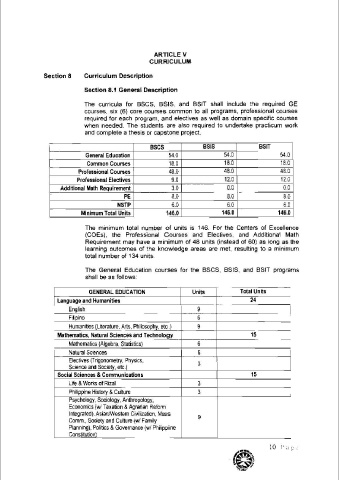 ARTICLE V
CURRICULUM
Section 8 Curriculum Description
Section 8.1 General Description
The curricula for BSCS, BSIS, and BSIT shall include the required GE
courses, six (6) core courses common to all programs, professional courses
required for each program, and electives as well as domain specific courses
when needed. The students are also required to undertake practicum work
and complete a thesis or capstone project.
BSCS BSIS BSIT
General Education 54.0 54.0 54.0
Common Courses 18.0 18.0 18.0
Professional Courses 48.0 48.0 48.0
Professional Electives 9.0 12.0 12.0
Additional Math Requirement 3.0 0.0 0.0
PE 8.0 8.0 8.0
NSTP 6.0 6.0 6.0
Minimum Total Units 146.0 146.0 146.0
The minimum total number of units is 146. For the Centers of Excellence
(COEs), the Professional Courses and Electives, and Additional Math
Requirement may have a minimum of 48 units (instead of 60) as long as the
learning outcomes of the knowledge areas are met, resulting to a minimum
total number of 134 units.
The General Education courses for the BSCS, BSIS, and BSIT programs
shall be as follows:
GENERAL EDUCATION Units Total Units
Language and Humanities 24
English 9
Filipino 6
Humanities (Literature, Arts, Philosophy, etc.) 9
Mathematics, Natural Sciences and Technology 15
Mathematics (Algebra, Statistics) 6
Natural Sciences 6
Electives (Trigonometry, Physics,
Science and Society, etc.) 3
Social Sciences & Communications 15
Life & Works of Rizal 3
Philippine History & Culture 3
Psychology, Sociology, Anthropology,
Economics (w/ Taxation & Agrarian Reform
Integrated), Asian/Western Civilization, Mass
Comm., Society and Culture (w/ Family
Planning), Politics & Governance (w/ Philippine
Constitution) 9
10 Page